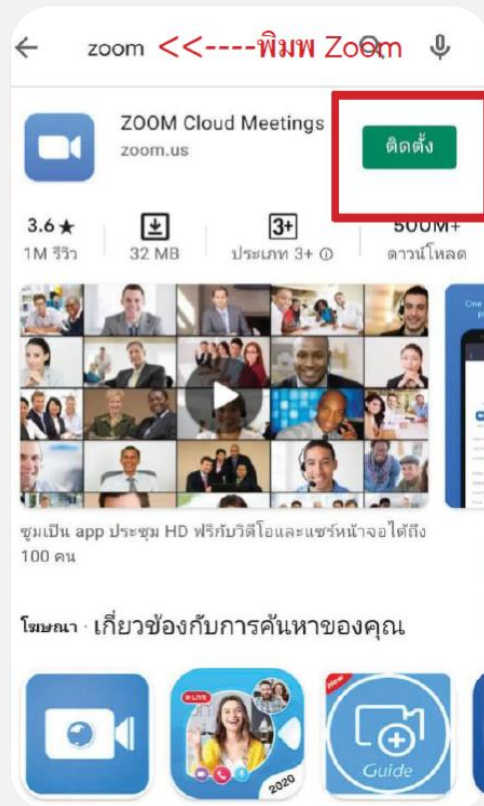 zoom <<----พิมพ Zoom
ZOOM Cloud Meetings
zoom.us
ติดตั้ง
3.6★
3+
500M+
1M รีวิว
32 MB
ประเภท 3+
ดาวน์โหลด
ซูมเป็น app ประชุม HD ฟรีกับวิดีโอและแชร์หน้าจอได้ถึง
100 คน
โฆษณา · เกี่ยวข้องกับการค้นหาของคุณ
LIVE
2020
New
Guide